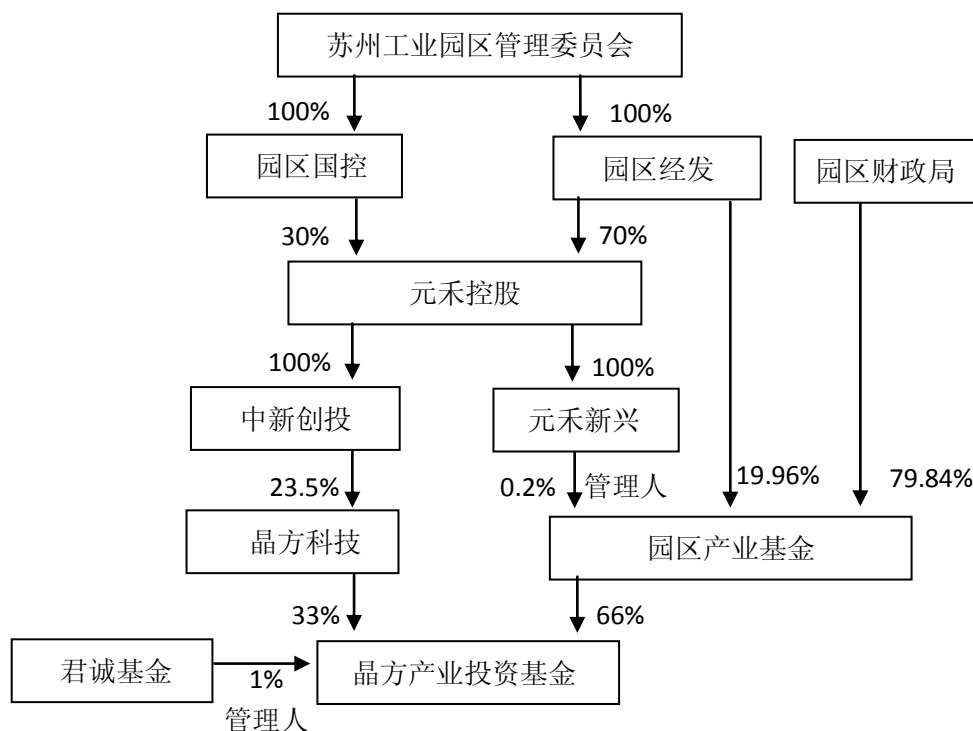 苏州工业园区管理委员会
100%
100%
园区国控
园区经发
园区财政局
30%
70%
元禾控股
100%
100%
中新创投
元禾新兴
23.5%
0.2%
管理人
19.96%
79.84%
晶方科技
园区产业基金
33%
66%
君诚基金
1%
管理人
晶方产业投资基金